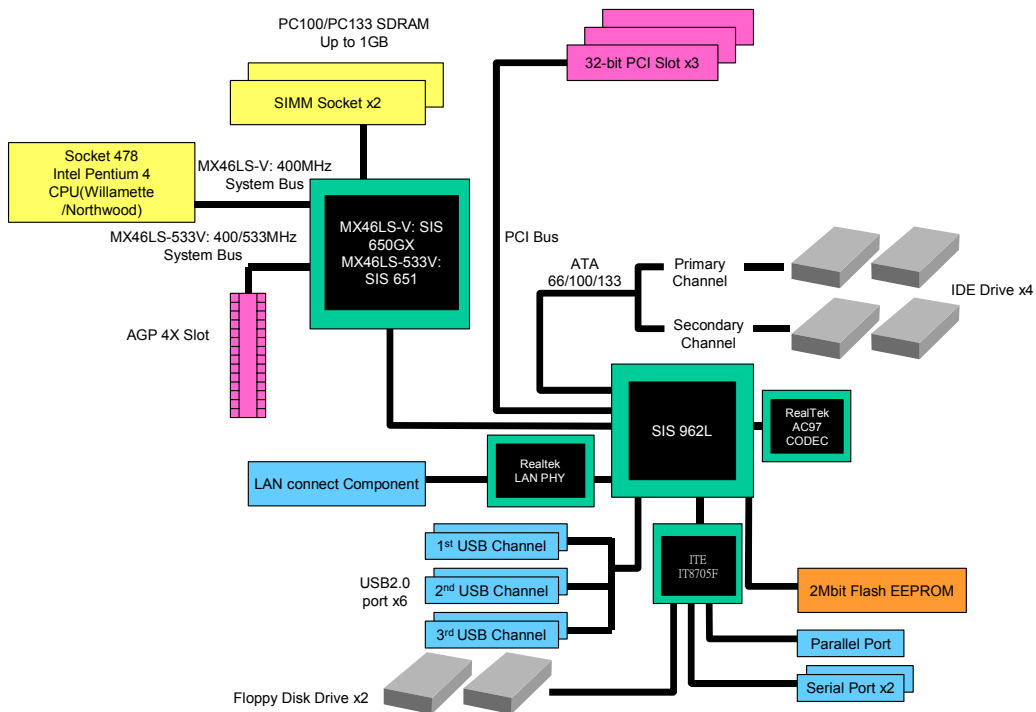 PC100/PC133 SDRAM
Up to 1GB
SIMM Socket x2
32-bit PCI Slot x3
Socket 478
Intel Pentium 4
CPU(Willamette
/Northwood)
MX46LS-V: 400MHz
System Bus
MX46LS-533V: 400/533MHz
System Bus
MX46LS-V: SIS
650GX
MX46LS-533V:
SIS 651
AGP 4X Slot
PCI Bus
ATA
66/100/133
Primary
Channel
Secondary
Channel
IDE Drive x4
SIS 962L
RealTek
AC97
CODEC
Realtek
LAN PHY
LAN connect Component
1st USB Channel
2nd USB Channel
3rd USB Channel
USB2.0
port x6
ITE
IT8705F
2Mbit Flash EEPROM
Parallel Port
Serial Port x2
Floppy Disk Drive x2